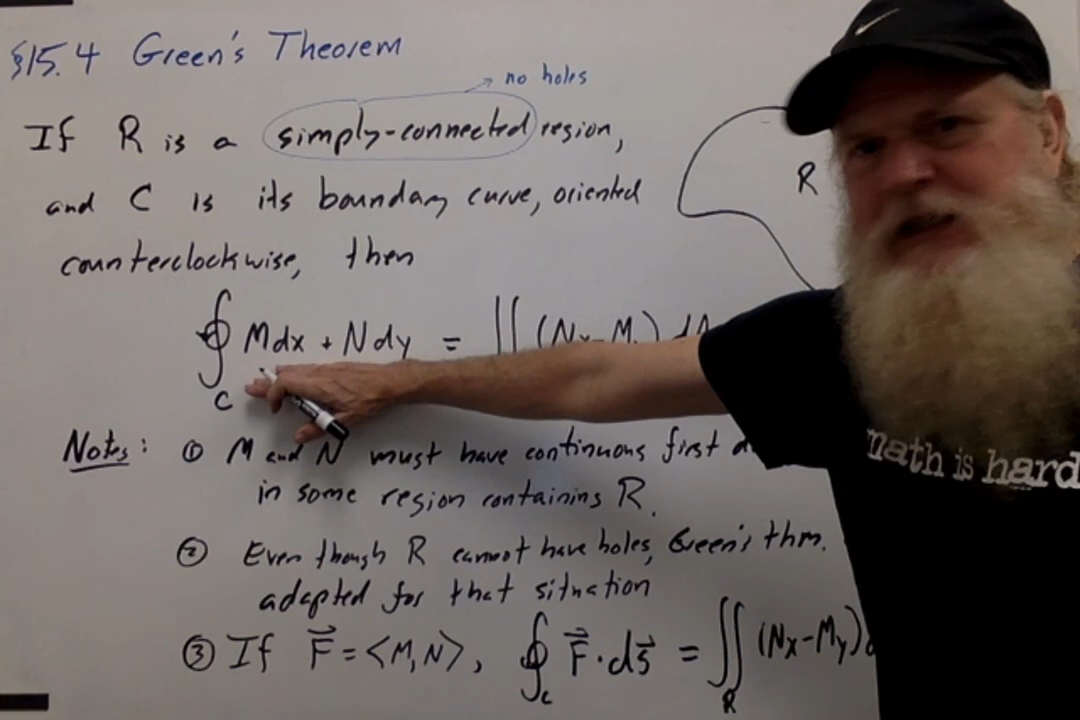 §15.4 Green's Theorem
no holes
If R is a simply-connected region,
R
and C is its boundary curve, oriented
counterclockwise, then
∮ M dx + N dy = ∬ (Nx - M ) dA
C
math is hard
Notes: ① M and N must have continuous first
in some region containing R.
② Even though R cannot have holes, Green's thm.
adapted for that situation
③ If F⃗ = <M, N>, ∮ F⃗ · ds⃗ = ∬ (Nx - My)
C R